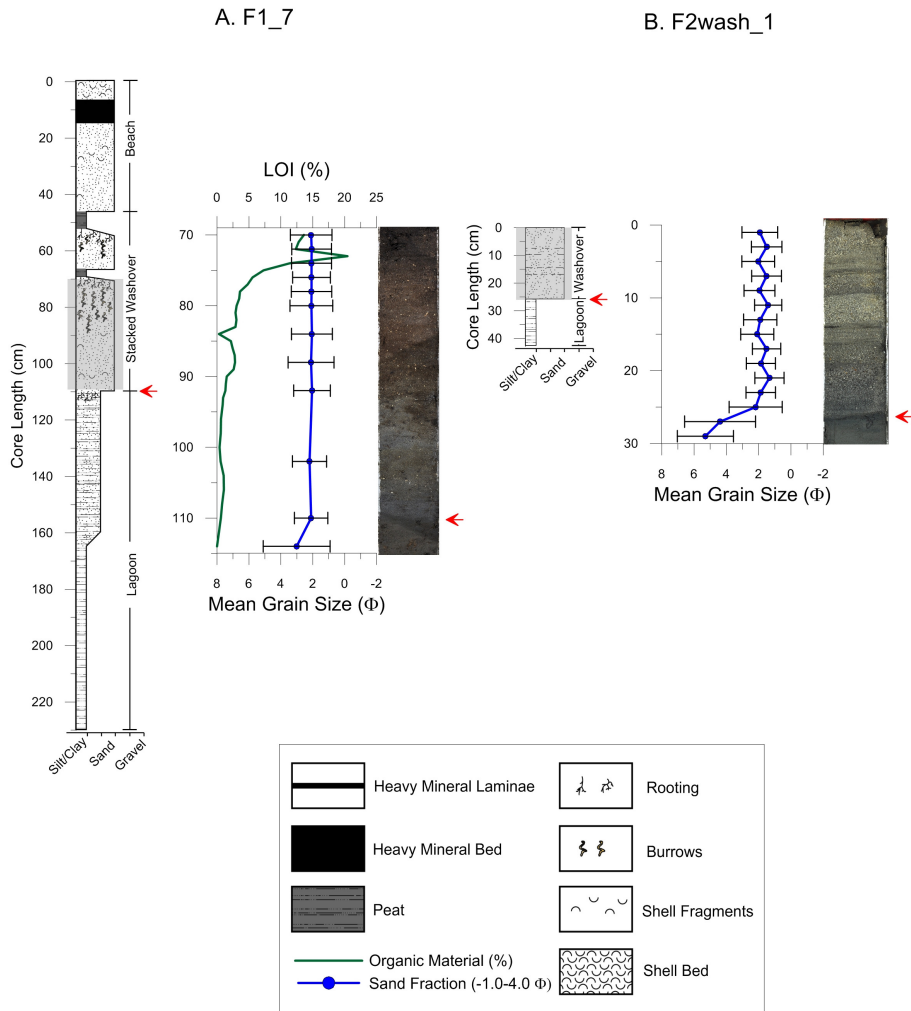 A. F1_7
B. F2wash_1
0
20
40
60
80
100
110
120
140
160
180
200
220
Core Length (cm)
Beach
Stacked Washover
Lagoon
Silt/Clay
Sand
Gravel
LOI (%)
0 5 10 15 20 25
70
80
90
100
110
8 6 4 2 0 -2
Mean Grain Size (Φ)
0
10
20
30
40
Core Length (cm)
Washover
Lagoon
Silt/Clay
Sand
Gravel
0
10
20
30
8 6 4 2 0 -2
Mean Grain Size (Φ)
Heavy Mineral Laminae
Rooting
Heavy Mineral Bed
Burrows
Peat
Shell Fragments
Organic Material (%)
Sand Fraction (-1.0-4.0 Φ)
Shell Bed